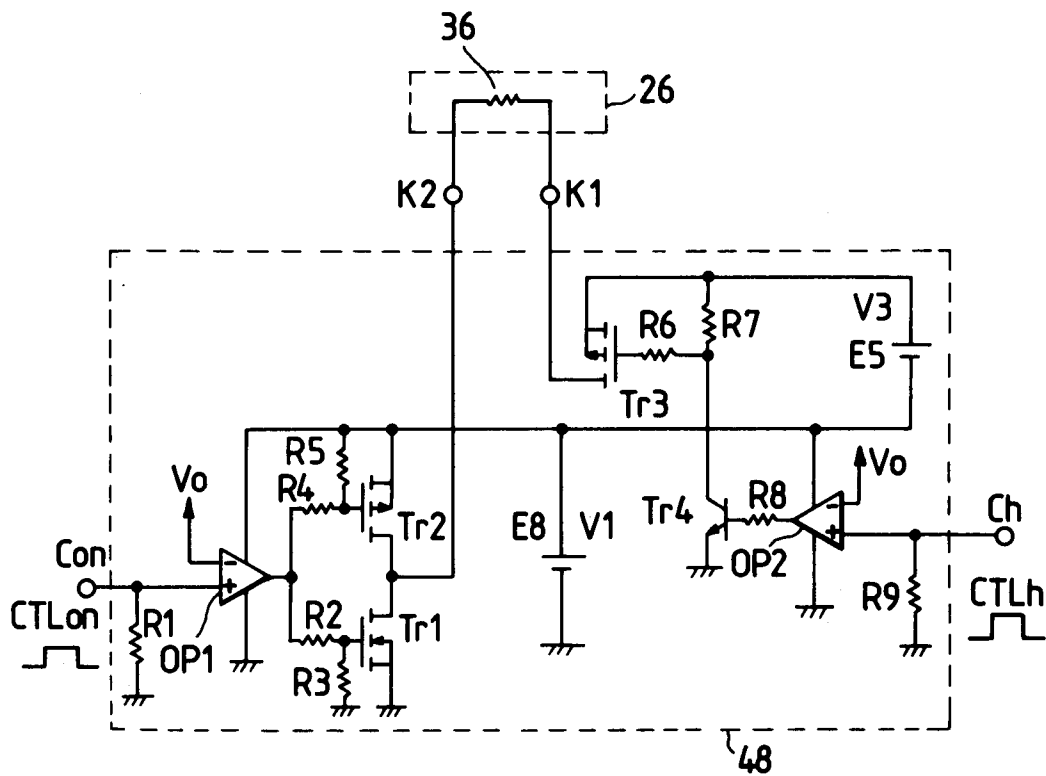 36
26
K2
K1
V3
R6
R7
E5
Tr3
R5
R4
Vo
Vo
Tr2
E8
V1
Tr4
R8
Ch
Con
OP2
CTLon
R1
R2
Tr1
R9
CTLh
OP1
R3
48